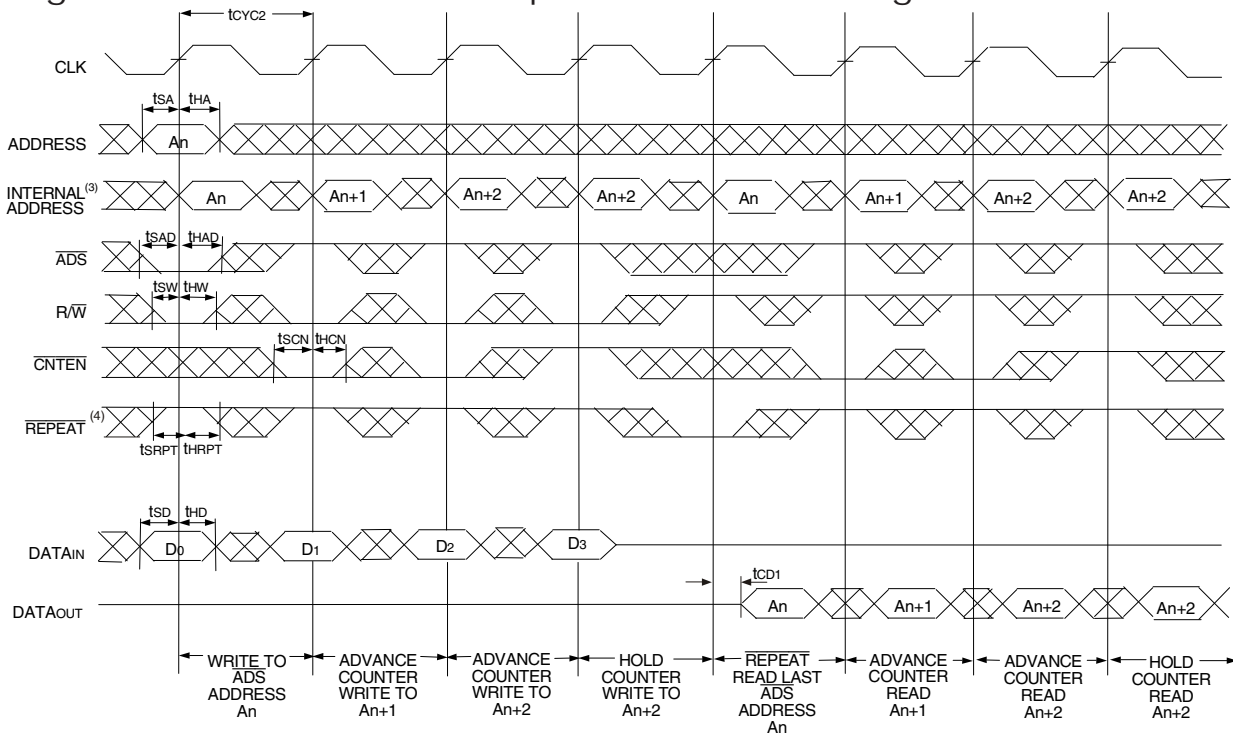 tCYC2
CLK
tSA tHA
ADDRESS An
INTERNAL(3) ADDRESS An An+1 An+2 An+2 An An+1 An+2 An+2
tSAD tHAD
ADS
tSW tHW
R/W
tSCN tHCN
CNTEN
REPEAT (4)
tSRPT tHRPT
tSD tHD
DATAIN D0 D1 D2 D3
tCD1
DATAOUT An An+1 An+2 An+2
WRITE TO
ADS
ADDRESS
An
ADVANCE
COUNTER
WRITE TO
An+1
ADVANCE
COUNTER
WRITE TO
An+2
HOLD
COUNTER
WRITE TO
An+2
REPEAT
READ LAST
ADS
ADDRESS
An
ADVANCE
COUNTER
READ
An+1
ADVANCE
COUNTER
READ
An+2
HOLD
COUNTER
READ
An+2